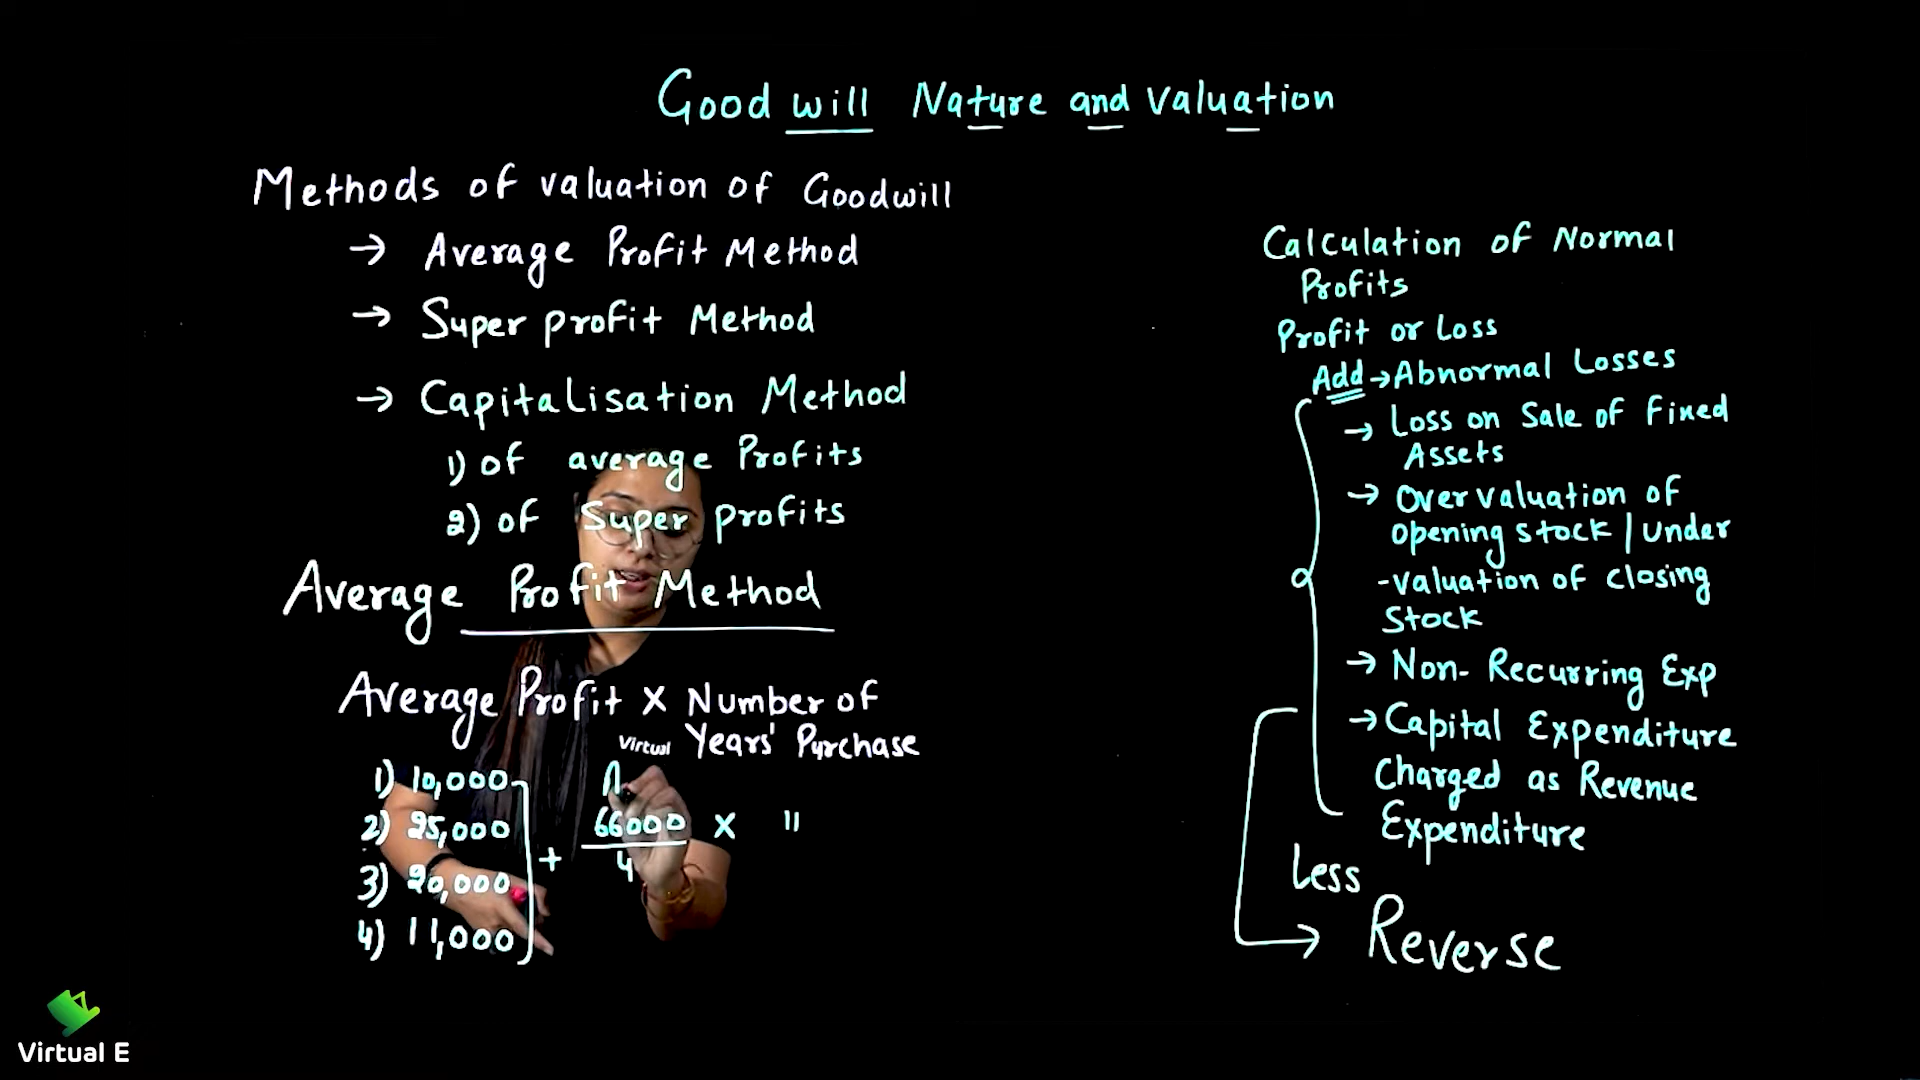 Good will Nature and valuation
Methods of valuation of Goodwill
→ Average Profit Method
→ Super profit Method
→ Capitalisation Method
1) of average Profits
2) of Super profits
Average Profit Method
Average Profit X Number of
Virtual Years' Purchase
1) 10,000
2) 25,000
3) 20,000
4) 11,000
+
66000 X "
4
Calculation of Normal
Profits
Profit or Loss
Add → Abnormal Losses
→ Loss on Sale of Fixed
Assets
→ Over valuation of
opening stock | Under
-valuation of closing
Stock
→ Non- Recurring Exp
→ Capital Expenditure
Charged as Revenue
Expenditure
Less
→ Reverse
Virtual E